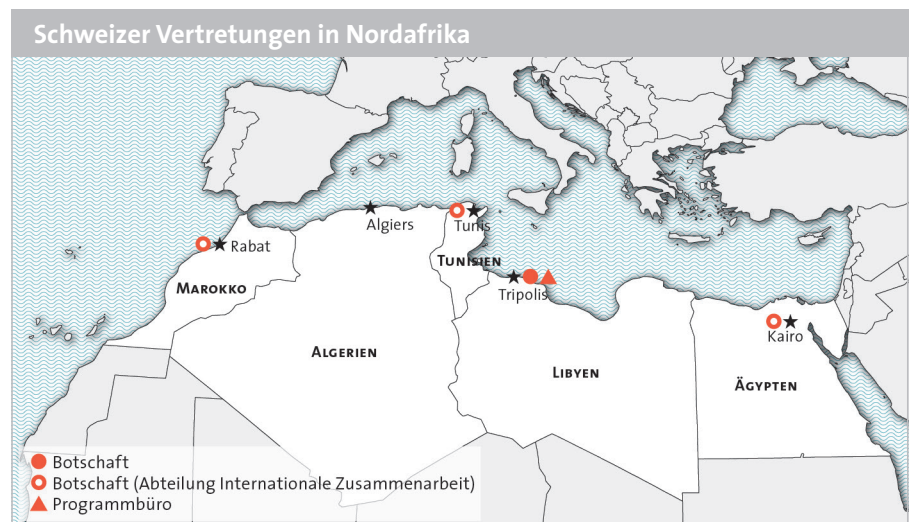 Schweizer Vertretungen in Nordafrika
Algiers
Tunis
Rabat
TUNISIEN
MAROKKO
Tripolis
Kairo
ALGERIEN
LIBYEN
ÄGYPTEN
Botschaft
Botschaft (Abteilung Internationale Zusammenarbeit)
Programmbüro